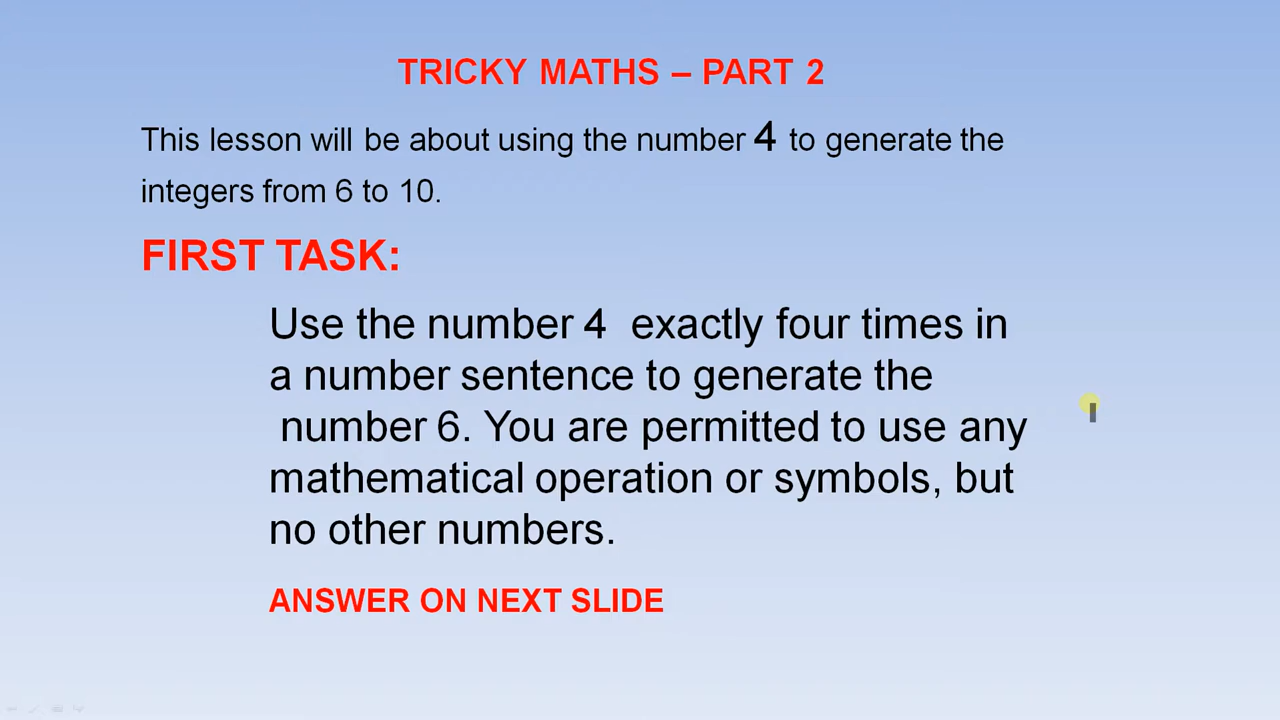 TRICKY MATHS – PART 2
This lesson will be about using the number 4 to generate the
integers from 6 to 10.
FIRST TASK:
Use the number 4 exactly four times in
a number sentence to generate the
number 6. You are permitted to use any
mathematical operation or symbols, but
no other numbers.
ANSWER ON NEXT SLIDE